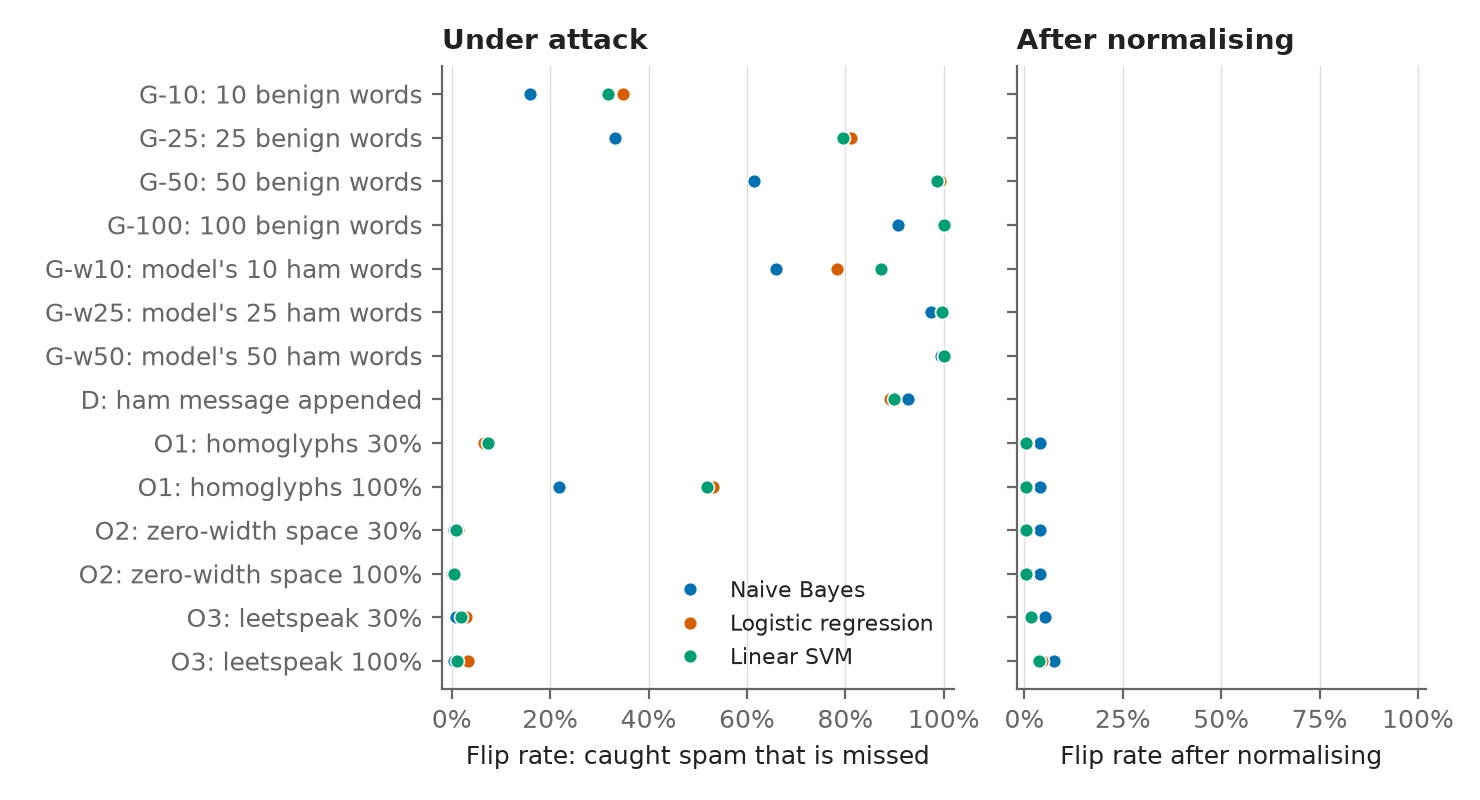 Under attack
After normalising
G-10: 10 benign words
G-25: 25 benign words
G-50: 50 benign words
G-100: 100 benign words
G-w10: model's 10 ham words
G-w25: model's 25 ham words
G-w50: model's 50 ham words
D: ham message appended
O1: homoglyphs 30%
O1: homoglyphs 100%
O2: zero-width space 30%
O2: zero-width space 100%
O3: leetspeak 30%
O3: leetspeak 100%
Naive Bayes
Logistic regression
Linear SVM
0% 20% 40% 60% 80% 100%
0% 25% 50% 75% 100%
Flip rate: caught spam that is missed
Flip rate after normalising